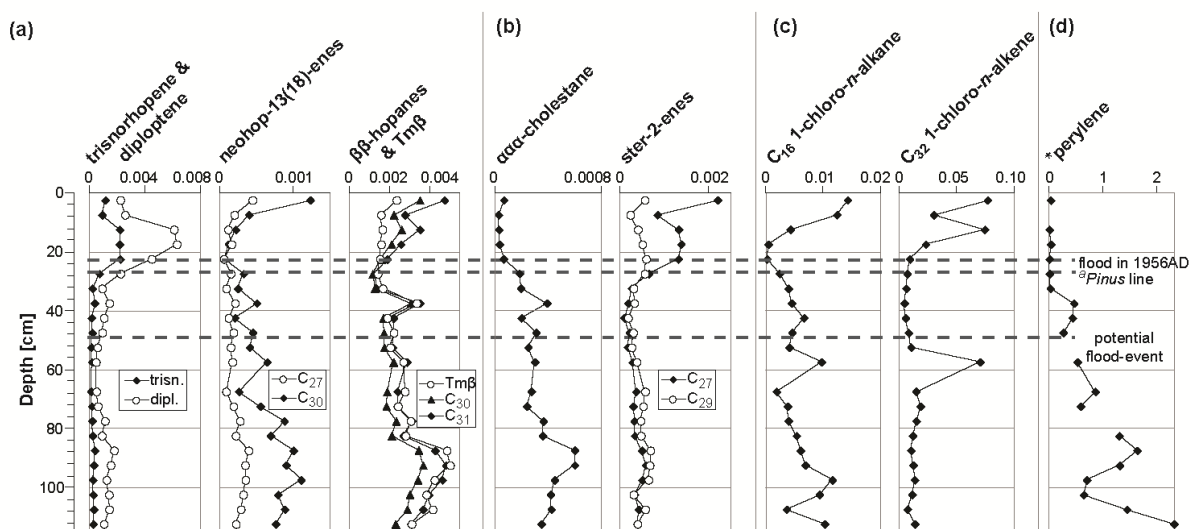 (a)
(b)
(c)
(d)
trisnorhopene &
diploptene
neohop-13(18)-enes
ββ-hopanes
& Tmβ
ααα-cholestane
ster-2-enes
C16 1-chloro-n-alkane
C32 1-chloro-n-alkene
*perylene
0 0.004 0.008
0 0.001
0 0.002 0.004
0 0.0008
0 0.002
0 0.01 0.02
0 0.05 0.10
0 1 2
Depth [cm]
0
20
40
60
80
100
flood in 1956AD
aPinus line
potential
flood-event
trisn.
dipl.
C27
C30
Tmβ
C30
C31
C27
C29